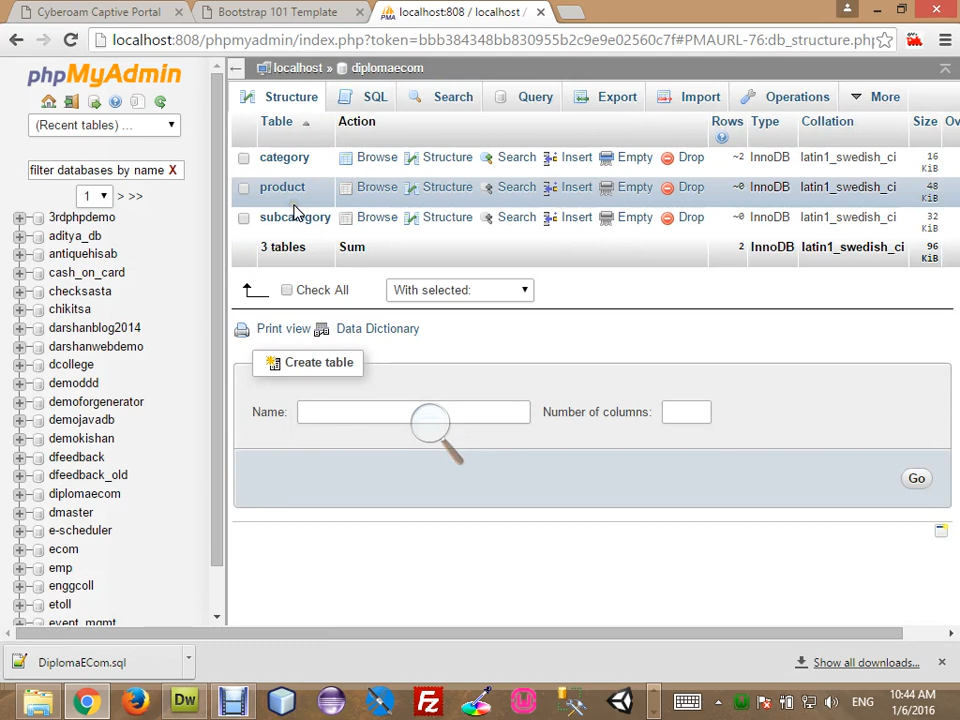 Cyberoam Captive Portal
Bootstrap 101 Template
localhost:808 / localhost /
localhost:808/phpmyadmin/index.php?token=bbb384348bb830955b2c9e9e02560c7f#PMAURL-76:db_structure.php
phpMyAdmin
(Recent tables) ...
filter databases by name X
1 > >>
3rdphpdemo
aditya_db
antiquehisab
cash_on_card
checksasta
chikitsa
darshanblog2014
darshanwebdemo
dcollege
demoddd
demoforgenerator
demojavadb
demokishan
dfeedback
dfeedback_old
diplomaecom
dmaster
e-scheduler
ecom
emp
enggcoll
etoll
event_mgmt
localhost » diplomaecom
Structure SQL Search Query Export Import Operations More
Table Action Rows Type Collation Size Ov
category Browse Structure Search Insert Empty Drop ~2 InnoDB latin1_swedish_ci 16 KiB
product Browse Structure Search Insert Empty Drop ~0 InnoDB latin1_swedish_ci 48 KiB
subcategory Browse Structure Search Insert Empty Drop ~0 InnoDB latin1_swedish_ci 32 KiB
3 tables Sum 2 InnoDB latin1_swedish_ci 96 KiB
Check All With selected:
Print view Data Dictionary
Create table
Name: Number of columns:
Go
DiplomaECom.sql
Show all downloads...
Dw
ENG
10:44 AM
1/6/2016